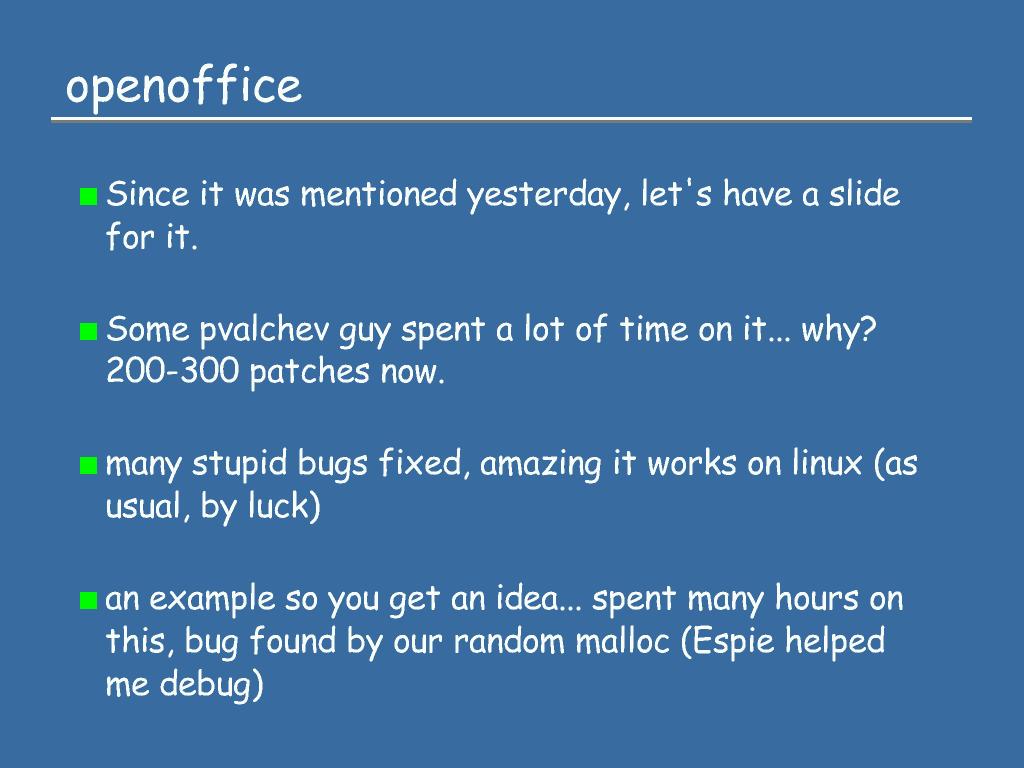 openoffice
Since it was mentioned yesterday, let's have a slide
for it.
Some pvalchev guy spent a lot of time on it... why?
200-300 patches now.
many stupid bugs fixed, amazing it works on linux (as
usual, by luck)
an example so you get an idea... spent many hours on
this, bug found by our random malloc (Espie helped
me debug)